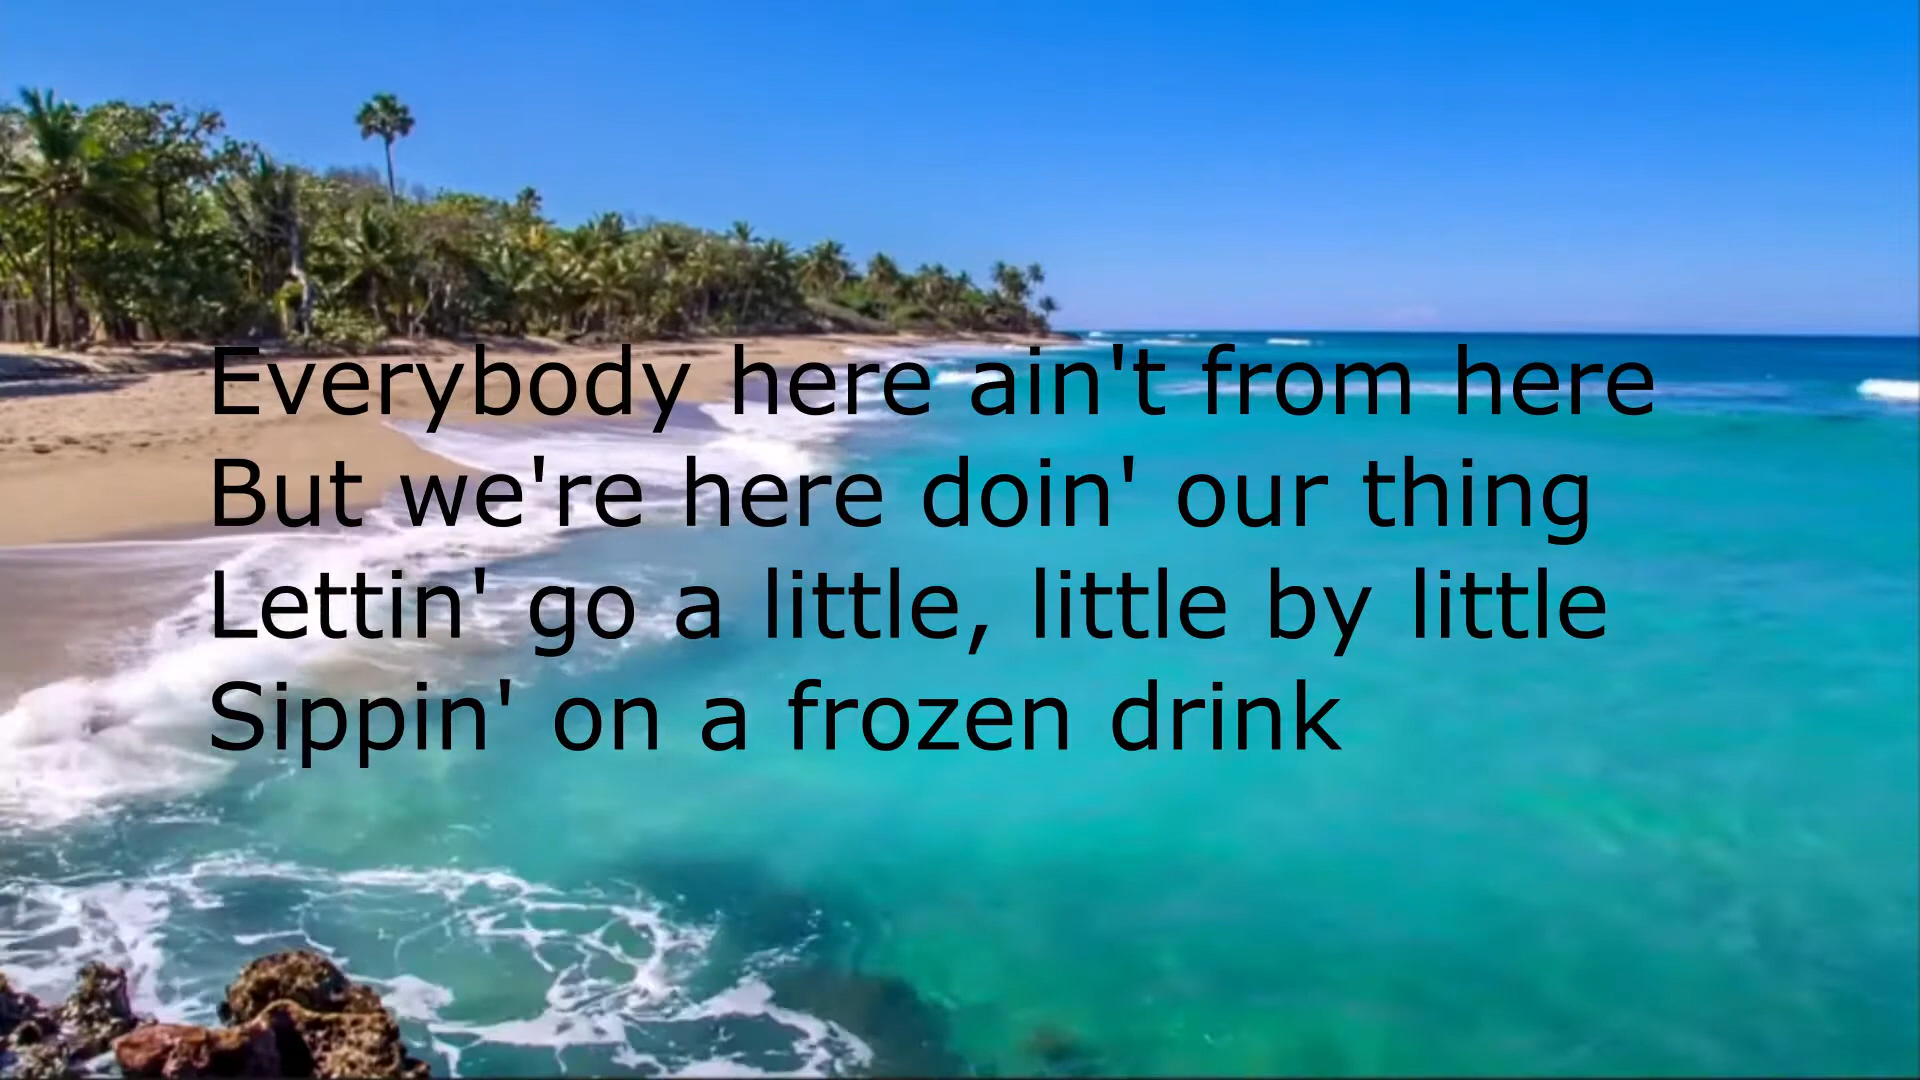 Everybody here ain't from here
But we're here doin' our thing
Lettin' go a little, little by little
Sippin' on a frozen drink